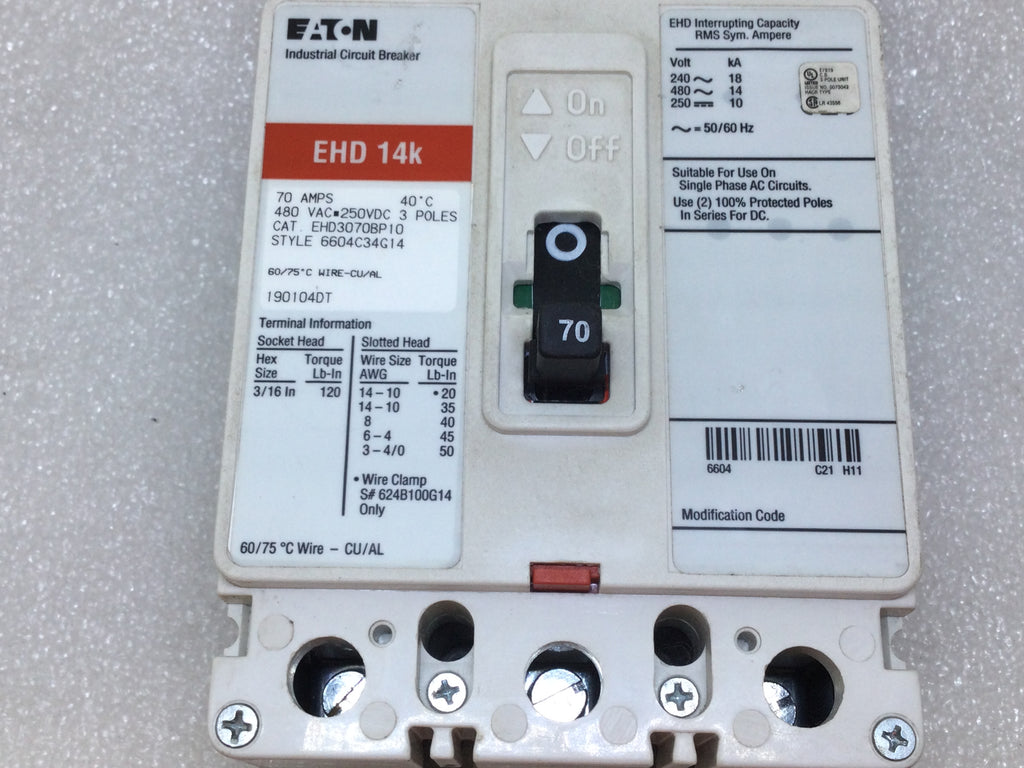 EATON
Industrial Circuit Breaker
EHD 14k
70 AMPS 40°C
480 VAC▪250VDC 3 POLES
CAT. EHD3070BP10
STYLE 6604C34G14
60/75°C WIRE-CU/AL
190104DT
Terminal Information
Socket Head
Hex Torque
Size Lb-In
3/16 In 120
Slotted Head
Wire Size Torque
AWG Lb-In
14 – 10 • 20
14 – 10 35
8 40
6 – 4 45
3 – 4/0 50
• Wire Clamp
S# 624B100G14
Only
60/75 °C Wire – CU/AL
On
Off
O
70
EHD Interrupting Capacity
RMS Sym. Ampere
Volt kA
240 ~ 18
480 ~ 14
250 ⎓ 10
~ = 50/60 Hz
UL
SA
LR 43556
Suitable For Use On
Single Phase AC Circuits.
Use (2) 100% Protected Poles
In Series For DC.
6604 C21 H11
Modification Code